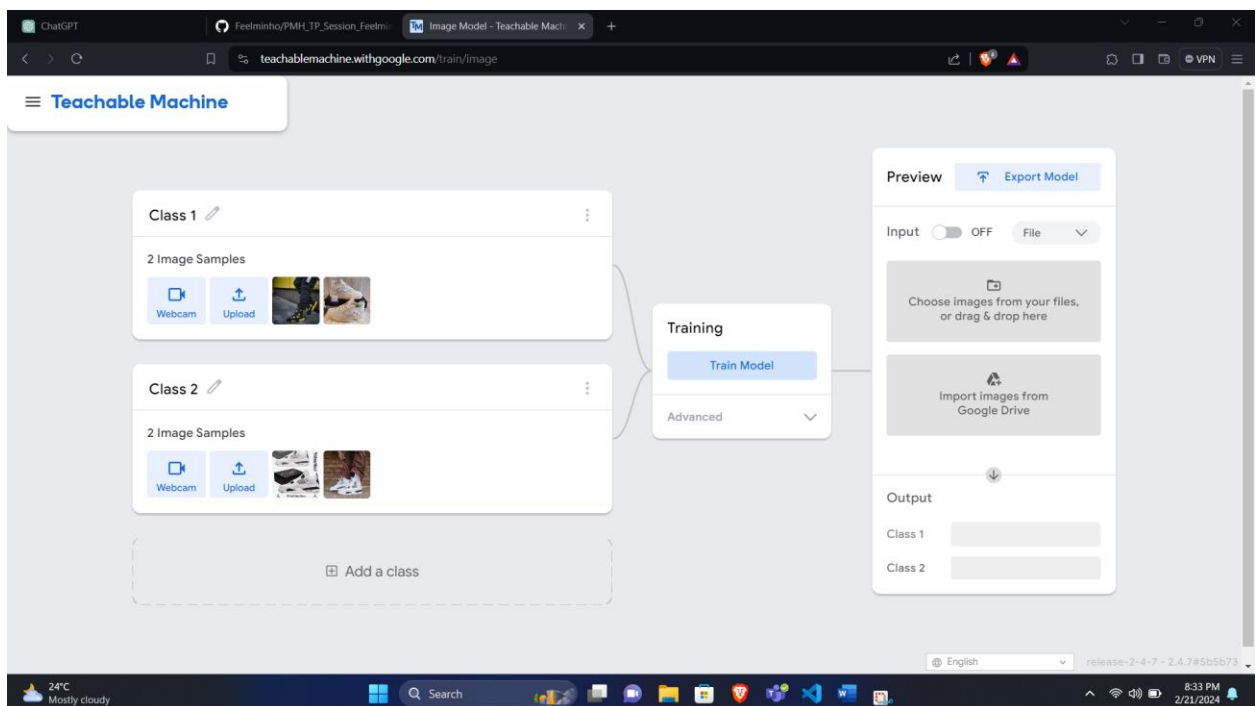 ChatGPT
Feelminho/PMH_TP_Session_Feelmin
Image Model - Teachable Mach
teachablemachine.withgoogle.com/train/image
VPN
Teachable Machine
Class 1
2 Image Samples
Webcam
Upload
Class 2
2 Image Samples
Webcam
Upload
Add a class
Training
Train Model
Advanced
Preview
Export Model
Input
OFF
File
Choose images from your files,
or drag & drop here
Import images from
Google Drive
Output
Class 1
Class 2
English
release-2-4-7 - 2.4.7#5b5b73
24°C
Mostly cloudy
Search
8:33 PM
2/21/2024